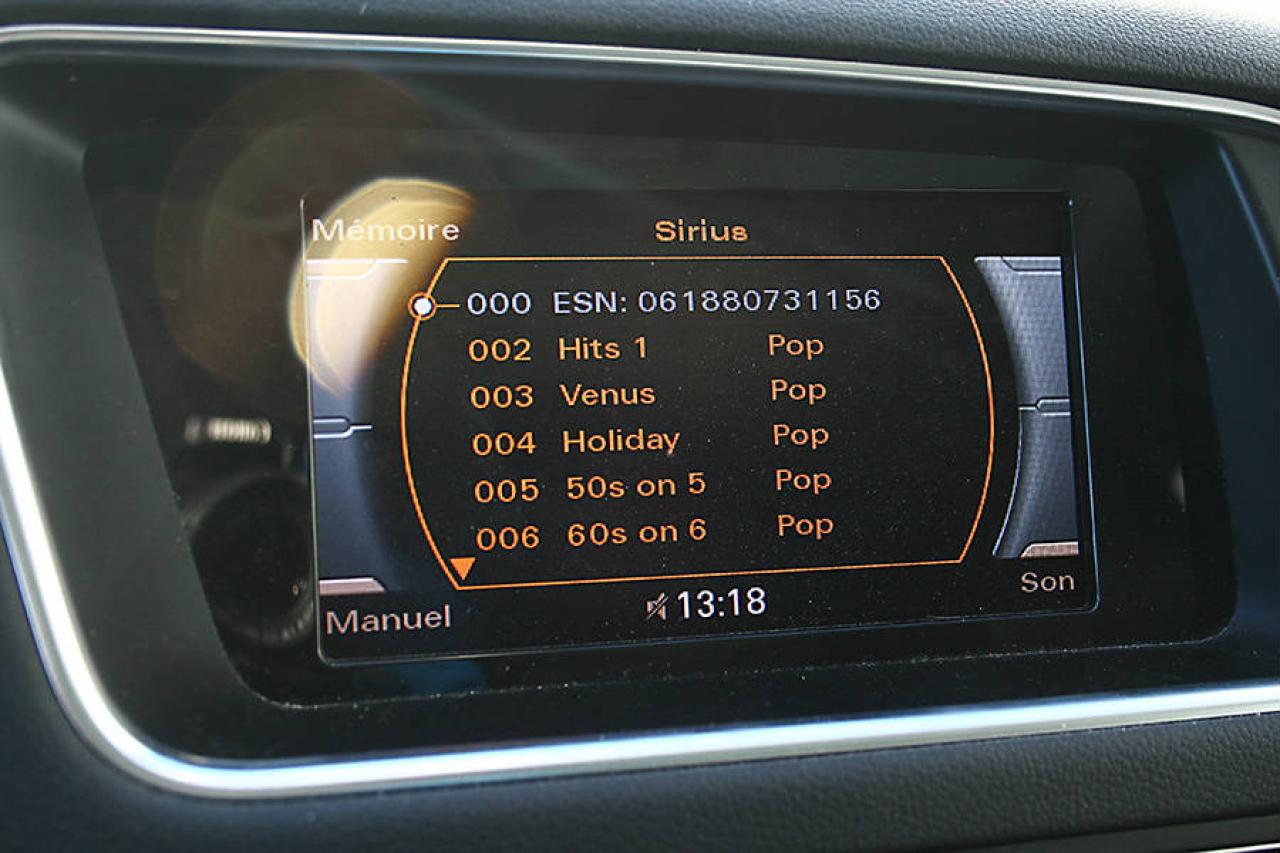 Mémoire Sirius
000 ESN: 061880731156
002 Hits 1 Pop
003 Venus Pop
004 Holiday Pop
005 50s on 5 Pop
006 60s on 6 Pop
Manuel 13:18 Son